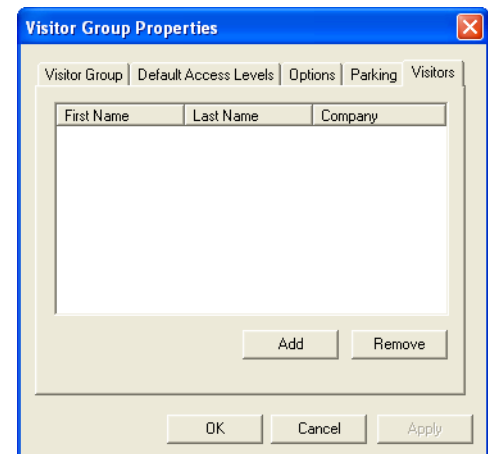 Visitor Group Properties
Visitor Group Default Access Levels Options Parking Visitors
First Name Last Name Company
Add Remove
OK Cancel Apply